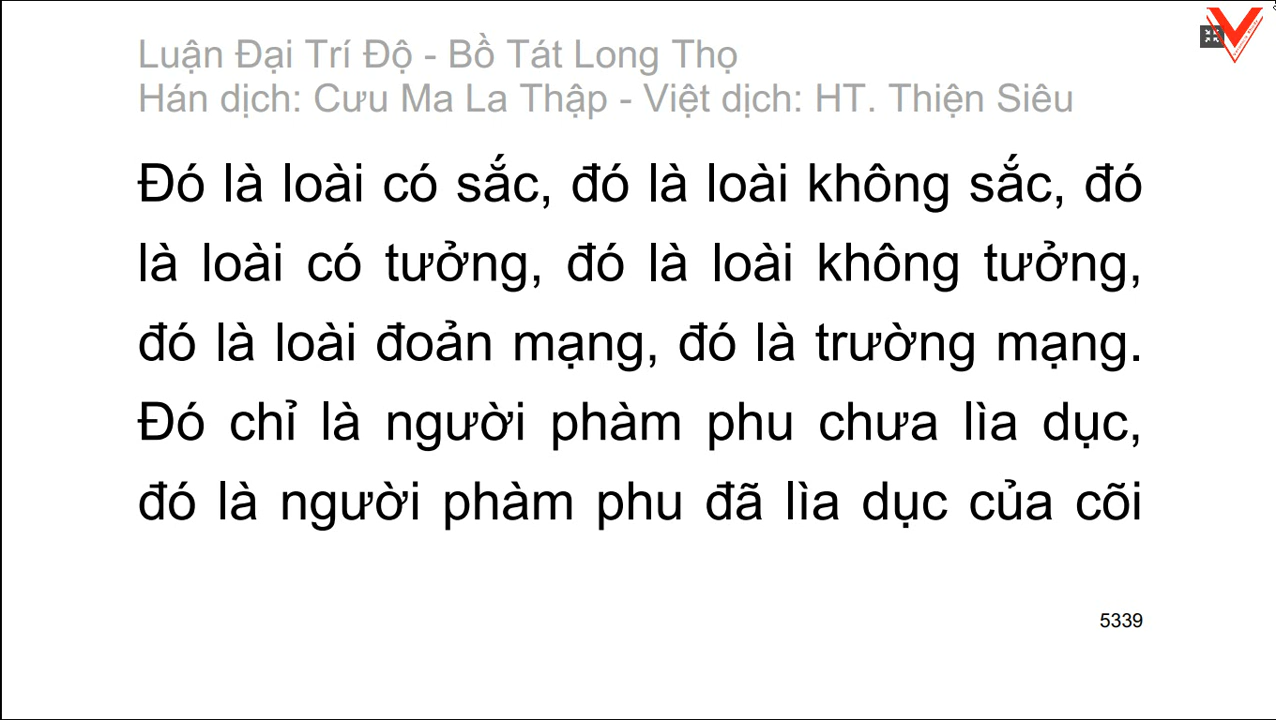 Luận Đại Trí Độ - Bồ Tát Long Thọ
Hán dịch: Cưu Ma La Thập - Việt dịch: HT. Thiện Siêu
Đó là loài có sắc, đó là loài không sắc, đó
là loài có tưởng, đó là loài không tưởng,
đó là loài đoản mạng, đó là trường mạng.
Đó chỉ là người phàm phu chưa lìa dục,
đó là người phàm phu đã lìa dục của cõi
5339